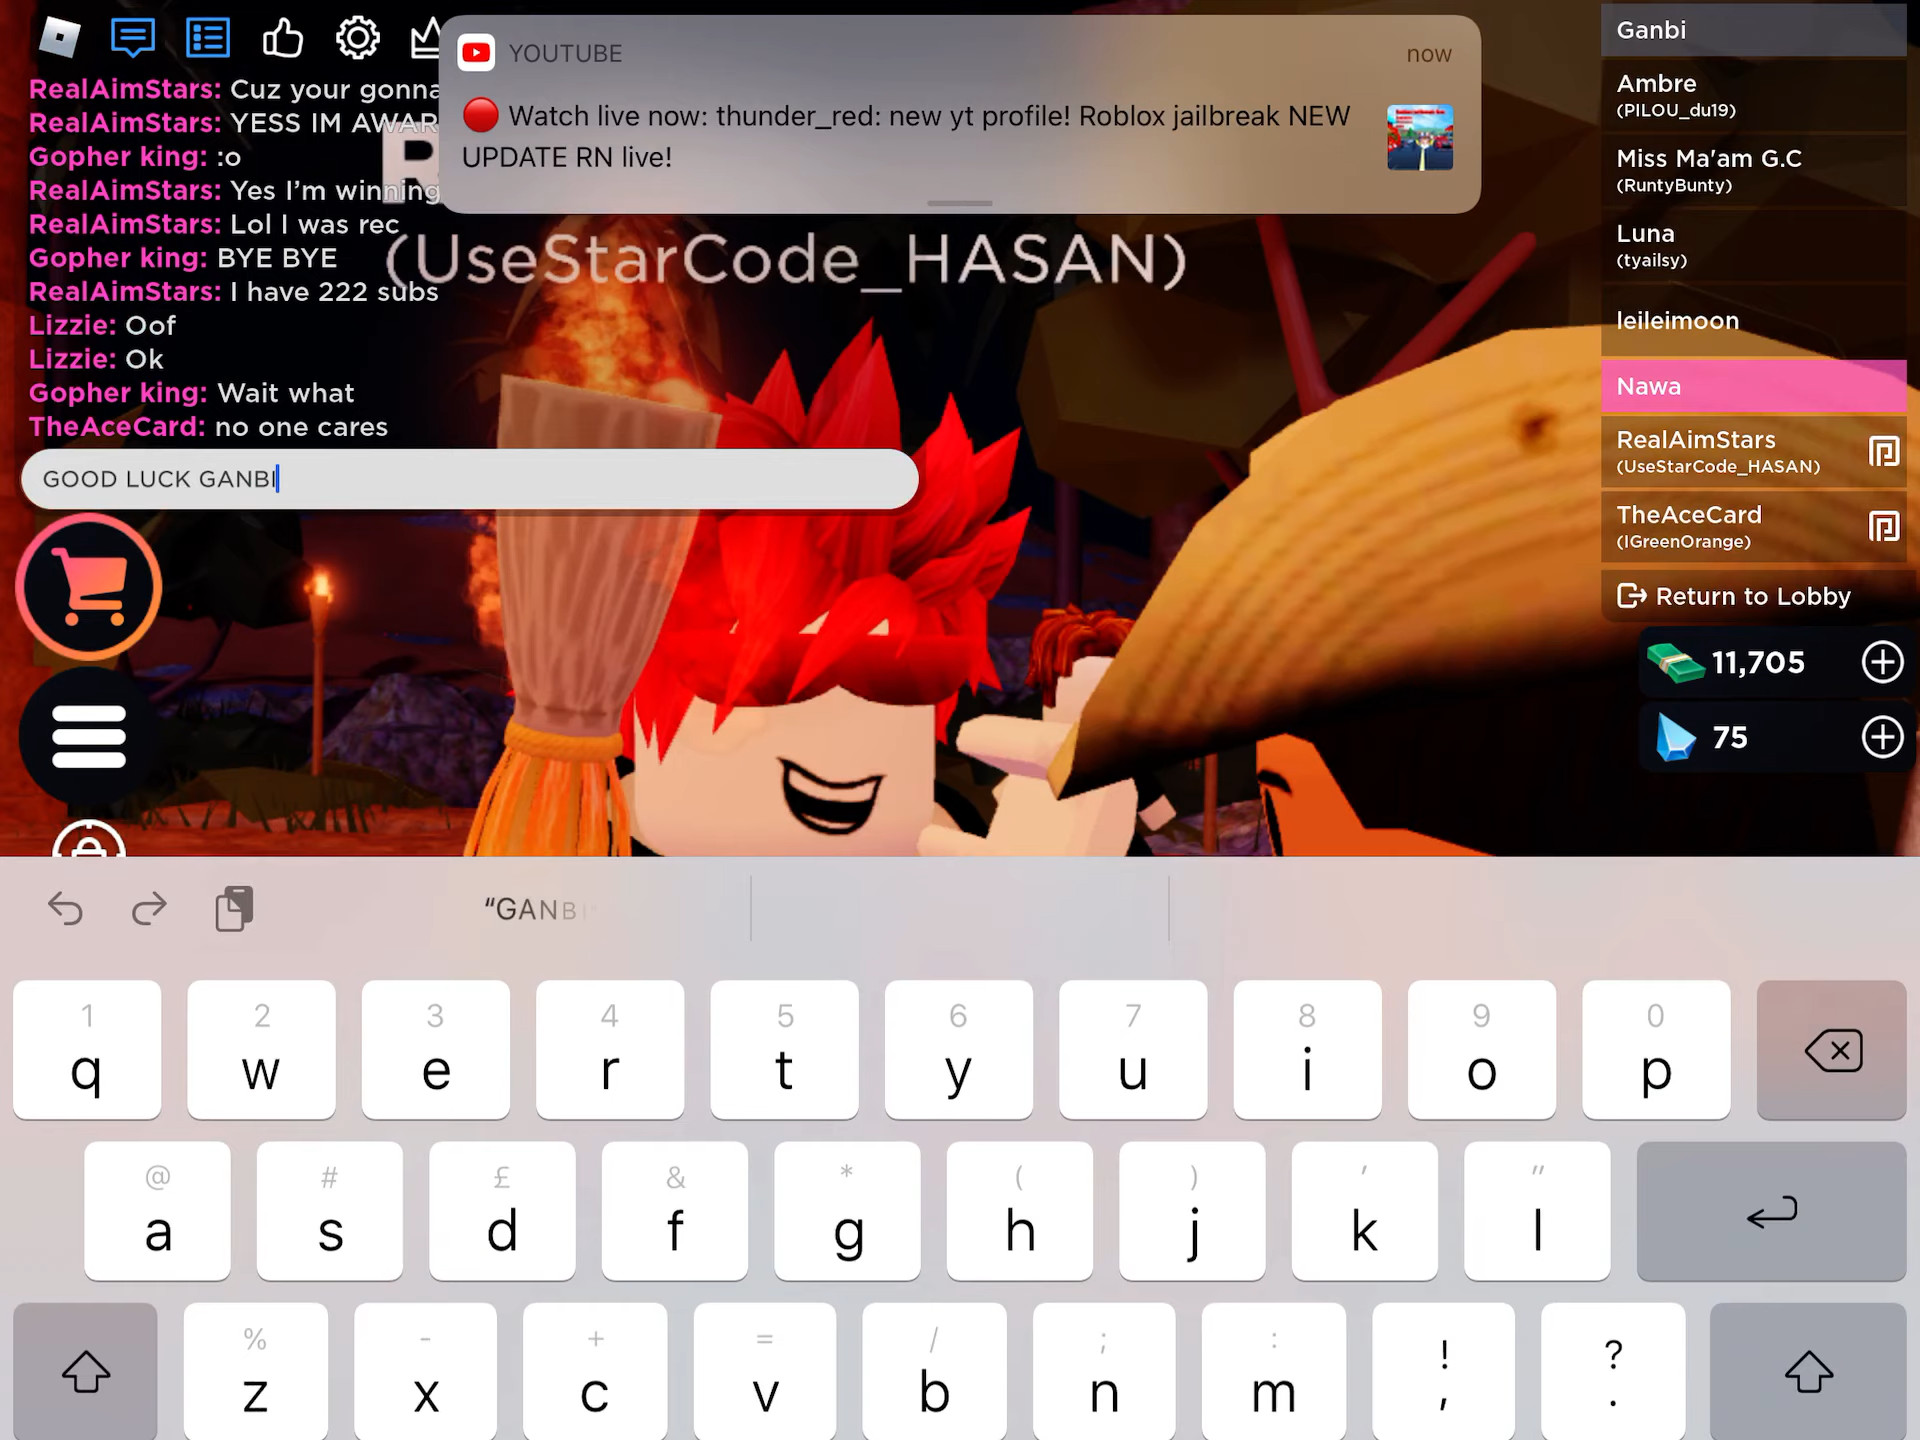 YOUTUBE
now
🔴 Watch live now: thunder_red: new yt profile! Roblox jailbreak NEW
UPDATE RN live!
RealAimStars: Cuz your gonna
RealAimStars: YESS IM AWAR
Gopher king: :o
RealAimStars: Yes I’m winning
RealAimStars: Lol I was rec
Gopher king: BYE BYE
RealAimStars: I have 222 subs
Lizzie: Oof
Lizzie: Ok
Gopher king: Wait what
TheAceCard: no one cares
GOOD LUCK GANBI
R
(UseStarCode_HASAN)
Ganbi
Ambre
(PILOU_du19)
Miss Ma'am G.C
(RuntyBunty)
Luna
(tyailsy)
leileimoon
Nawa
RealAimStars
(UseStarCode_HASAN)
TheAceCard
(IGreenOrange)
Return to Lobby
11,705
75
“GANBI”
1 2 3 4 5 6 7 8 9 0
q w e r t y u i o p
@ # £ & * ( ) ' "
a s d f g h j k l
% - + = / ; : ! ?
z x c v b n m , .